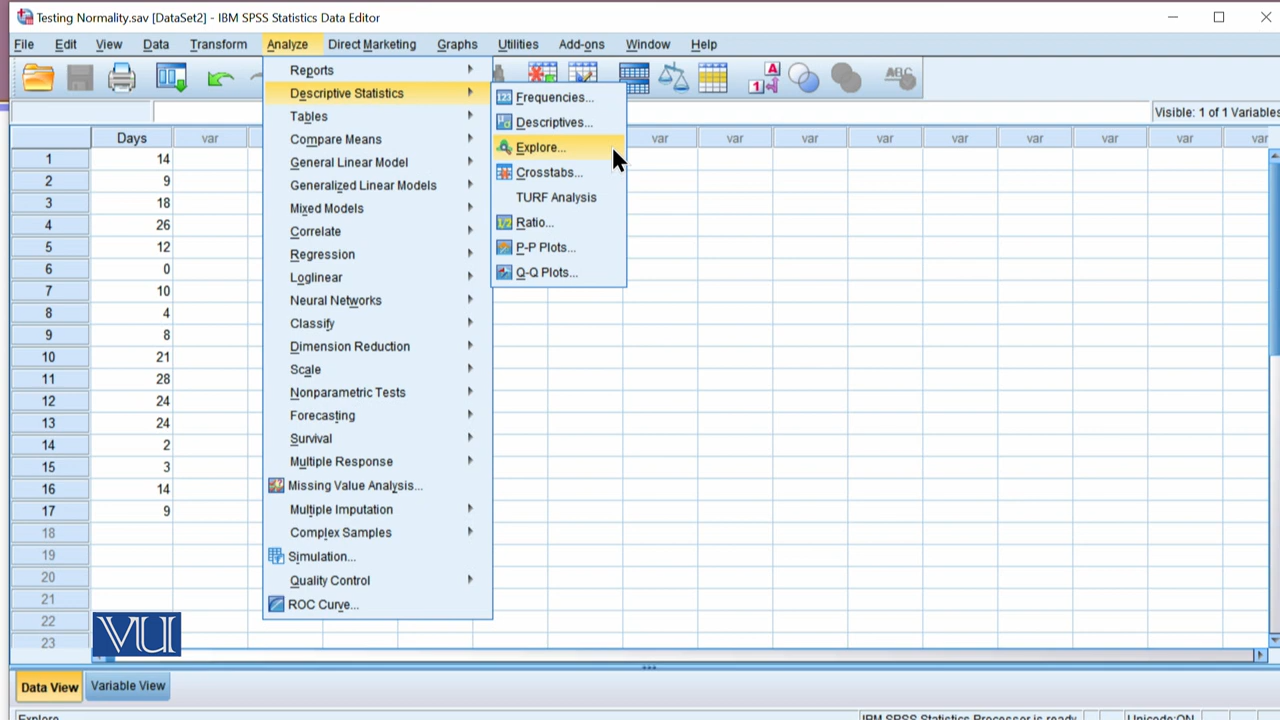 Testing Normality.sav [DataSet2] - IBM SPSS Statistics Data Editor
File Edit View Data Transform Analyze Direct Marketing Graphs Utilities Add-ons Window Help
Visible: 1 of 1 Variables
Reports
Descriptive Statistics
Tables
Compare Means
General Linear Model
Generalized Linear Models
Mixed Models
Correlate
Regression
Loglinear
Neural Networks
Classify
Dimension Reduction
Scale
Nonparametric Tests
Forecasting
Survival
Multiple Response
Missing Value Analysis...
Multiple Imputation
Complex Samples
Simulation...
Quality Control
ROC Curve...
Frequencies...
Descriptives...
Explore...
Crosstabs...
TURF Analysis
Ratio...
P-P Plots...
Q-Q Plots...
1 A
ABC
Days var var var var var var var var var var
1 14
2 9
3 18
4 26
5 12
6 0
7 10
8 4
9 8
10 21
11 28
12 24
13 24
14 2
15 3
16 14
17 9
18
19
20
21
22
23
VU
Data View Variable View
Explore IBM SPSS Statistics Processor is ready Unicode:ON